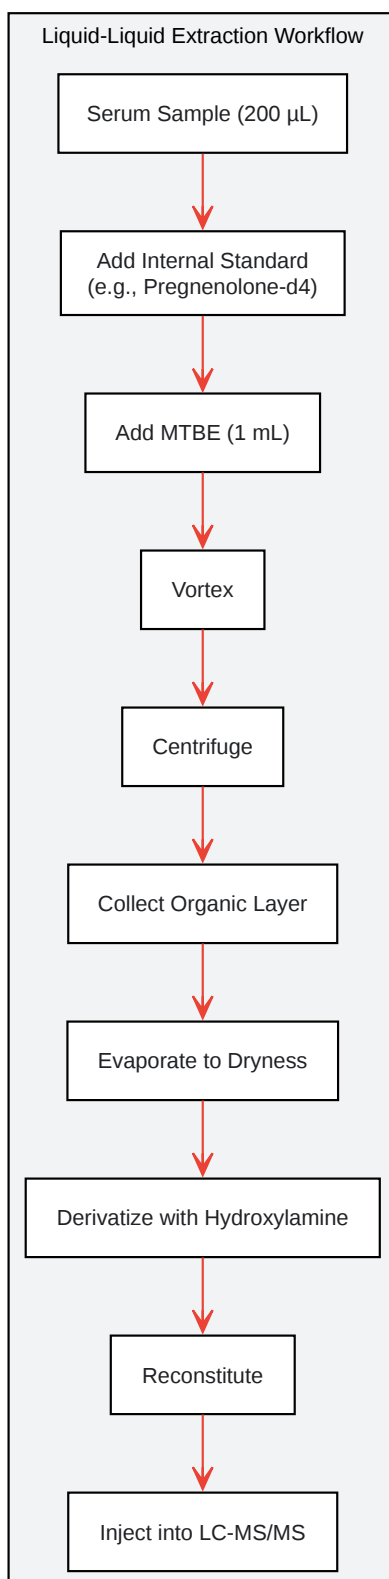 Liquid-Liquid Extraction Workflow
Serum Sample (200 µL)
Add Internal Standard
(e.g., Pregnenolone-d4)
Add MTBE (1 mL)
Vortex
Centrifuge
Collect Organic Layer
Evaporate to Dryness
Derivatize with Hydroxylamine
Reconstitute
Inject into LC-MS/MS